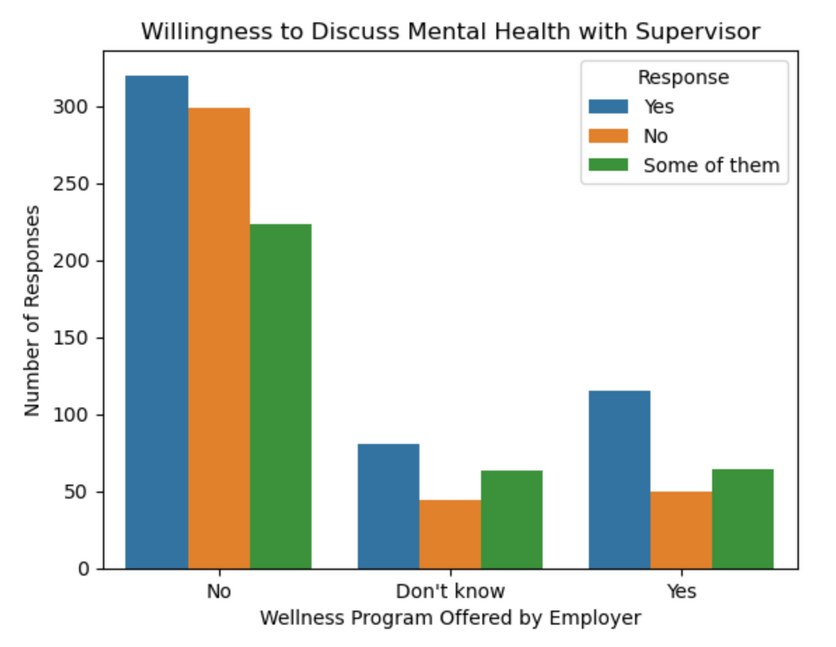 Willingness to Discuss Mental Health with Supervisor
Response
Yes
No
Some of them
Number of Responses
300
250
200
150
100
50
0
No
Don't know
Yes
Wellness Program Offered by Employer